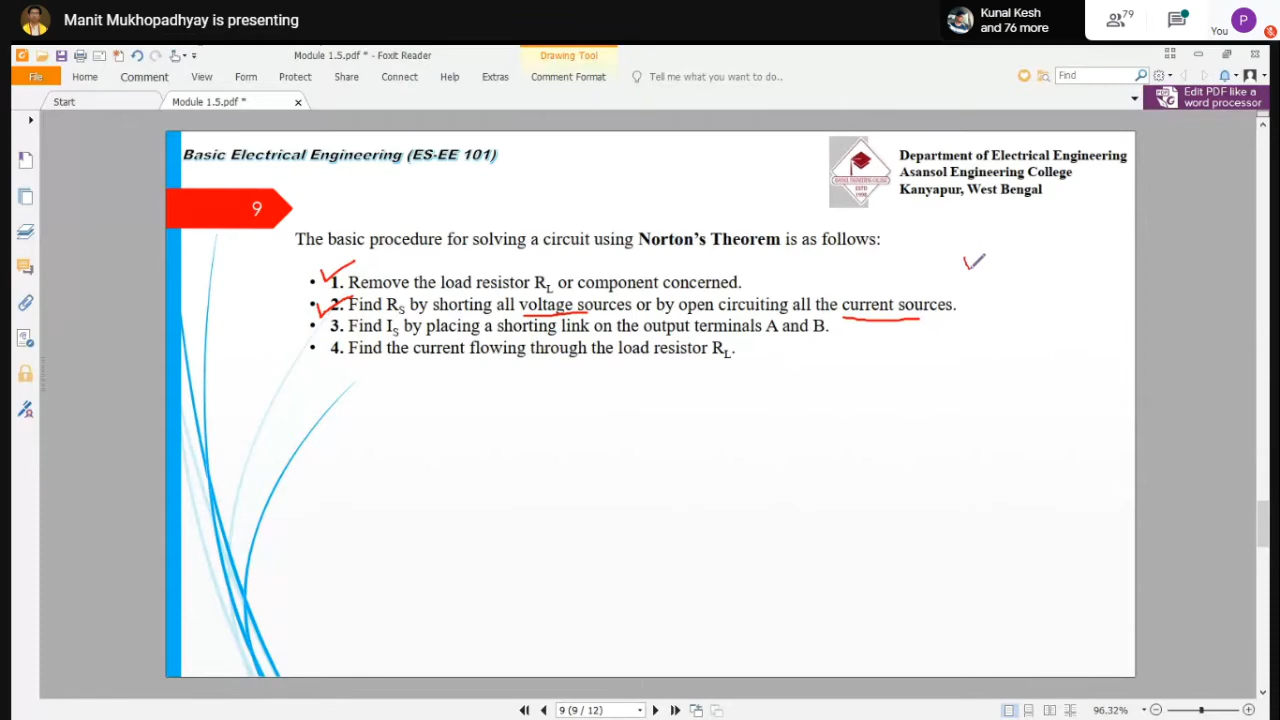 Manit Mukhopadhyay is presenting
Kunal Kesh
and 76 more
79
You
P
Module 1.5.pdf * - Foxit Reader
Drawing Tool
File
Home
Comment
View
Form
Protect
Share
Connect
Help
Extras
Comment Format
Tell me what you want to do..
Find
Start
Module 1.5.pdf *
Edit PDF like a
word processor
Basic Electrical Engineering (ES-EE 101)
Department of Electrical Engineering
Asansol Engineering College
Kanyapur, West Bengal
9
The basic procedure for solving a circuit using Norton's Theorem is as follows:
• 1. Remove the load resistor RL or component concerned.
• 2. Find RS by shorting all voltage sources or by open circuiting all the current sources.
• 3. Find IS by placing a shorting link on the output terminals A and B.
• 4. Find the current flowing through the load resistor RL.
9 (9 / 12)
96.32%